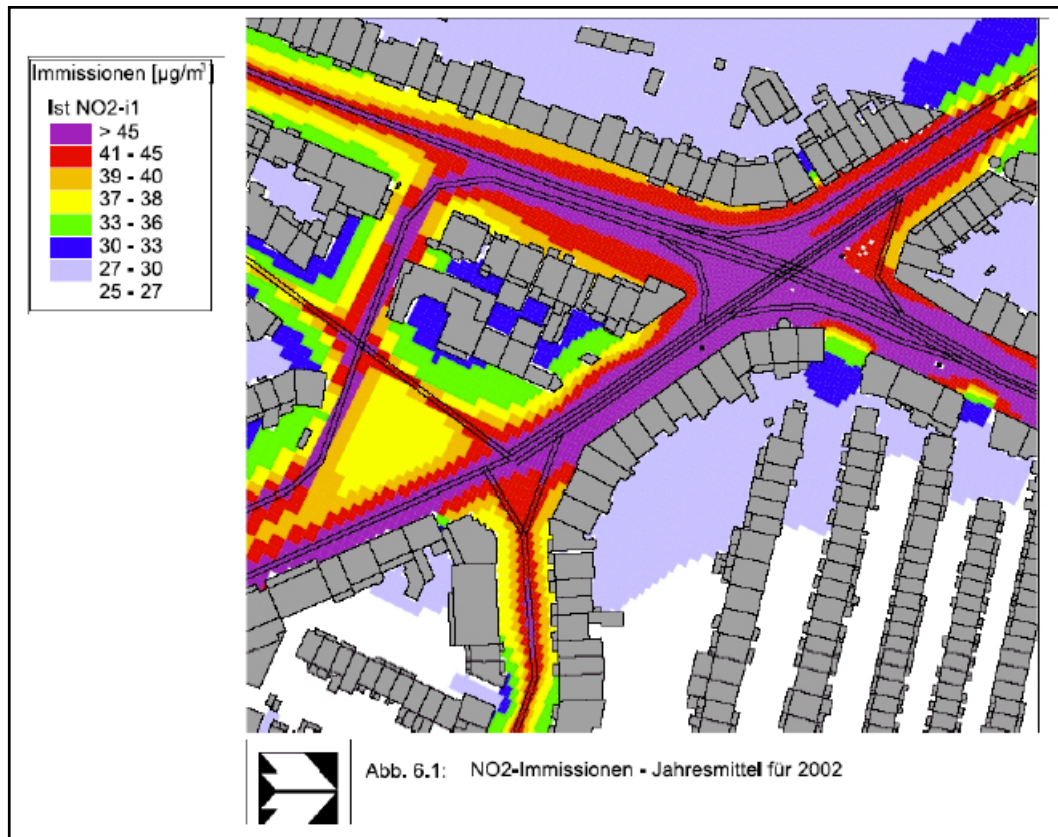 Immissionen [µg/m³]
Ist NO2-i1
> 45
41 - 45
39 - 40
37 - 38
33 - 36
30 - 33
27 - 30
25 - 27
Abb. 6.1: NO2-Immissionen - Jahresmittel für 2002